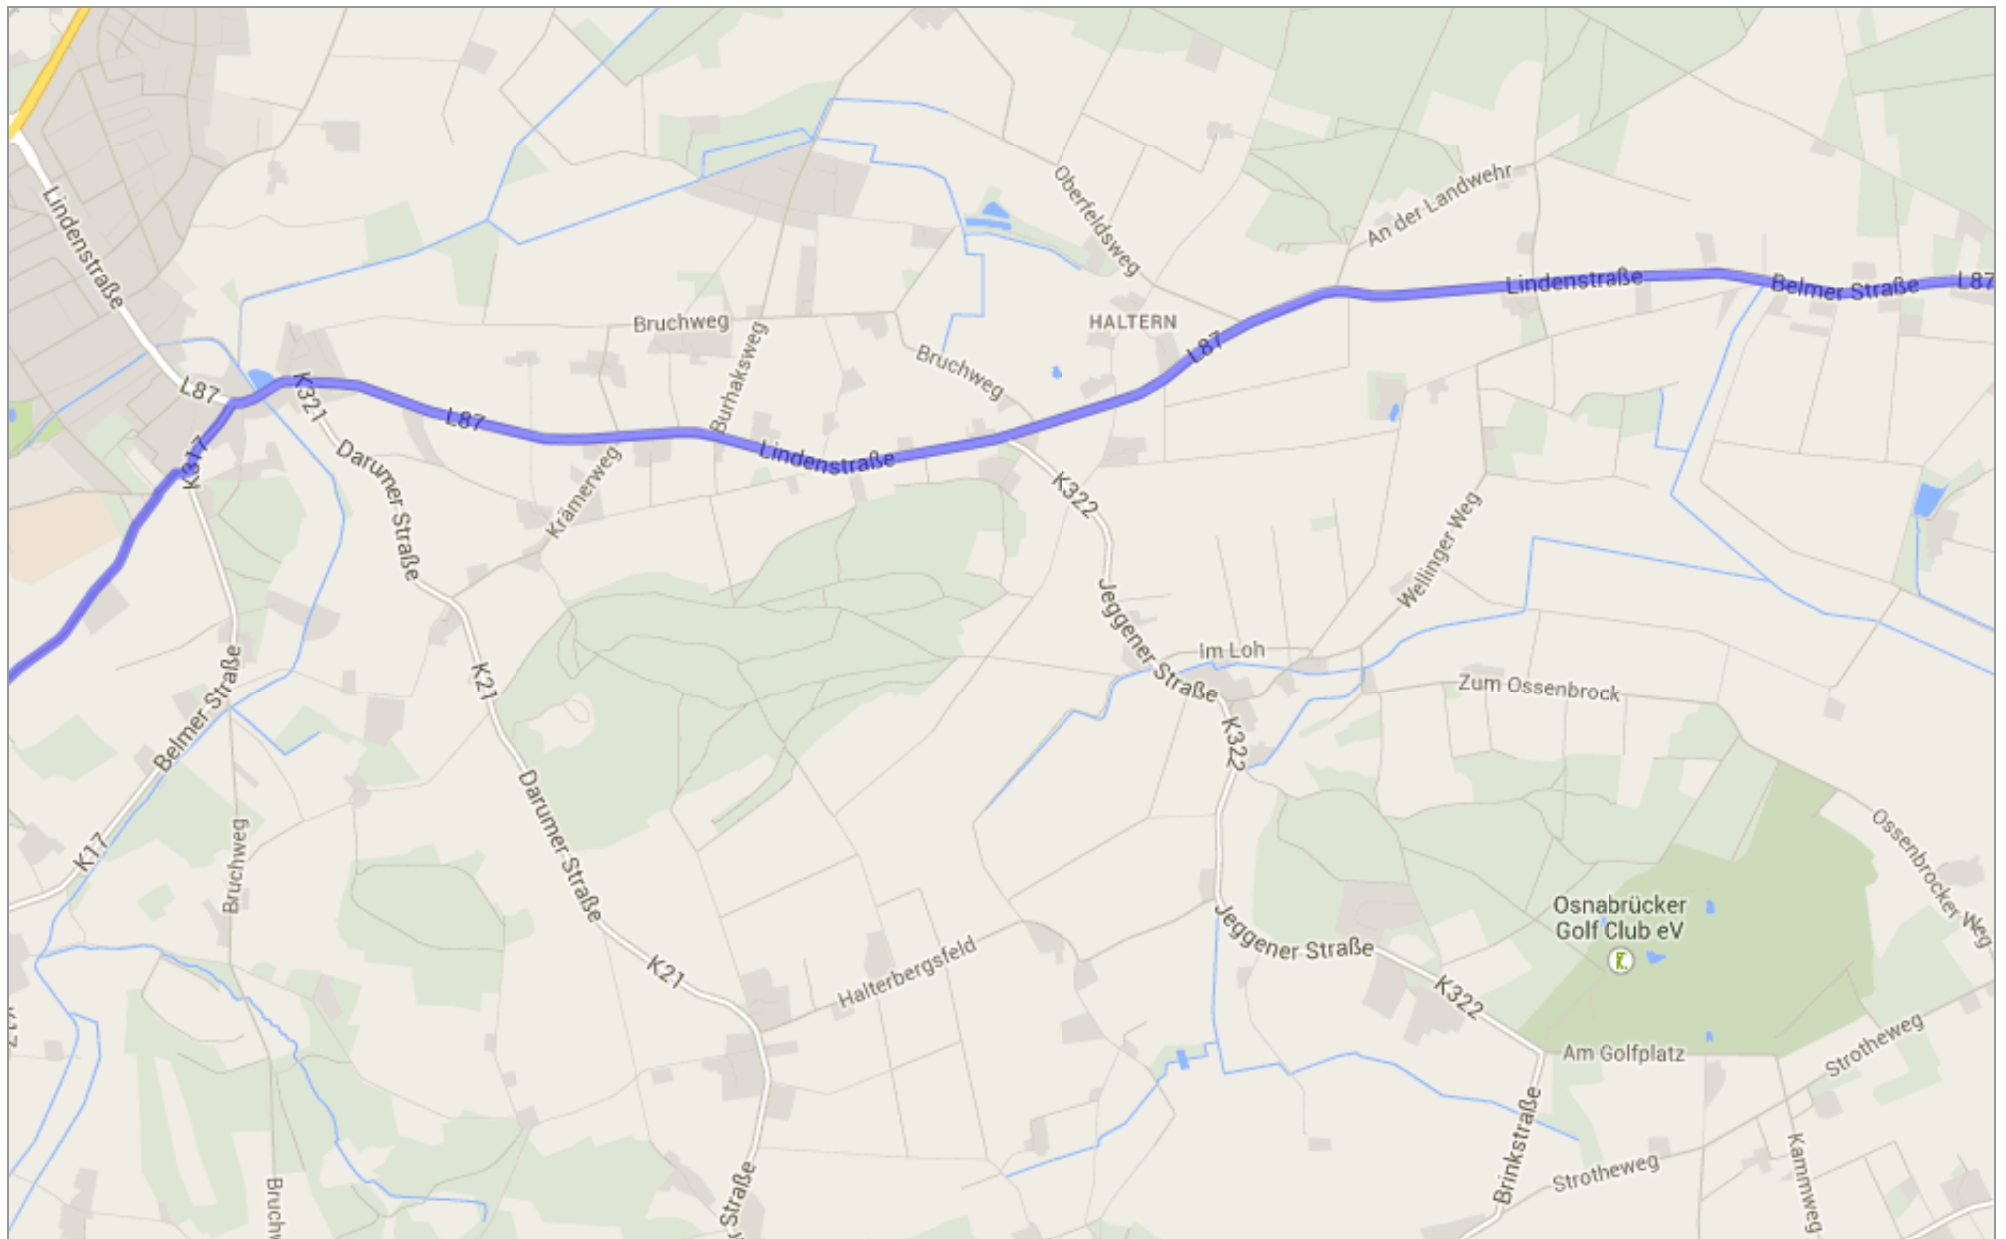 An der Landwehr
Oberfeldsweg
Lindenstraße
Lindenstraße
Belmer Straße
L87
Bruchweg
HALTERN
L87
Burhaksweg
Bruchweg
L87
K321
L87
Lindenstraße
K317
Darumer Straße
Krämerweg
K322
Wellinger Weg
Jeggener Straße
Im Loh
Belmer Straße
K21
Zum Ossenbrock
K322
Darumer Straße
K17
Bruchweg
Ossenbrocker Weg
Osnabrücker
Golf Club eV
Jeggener Straße
K21
Halterbergsfeld
K322
K17
Strotheweg
Am Golfplatz
Brinkstraße
Strotheweg
Kammweg
Straße
Bruchw